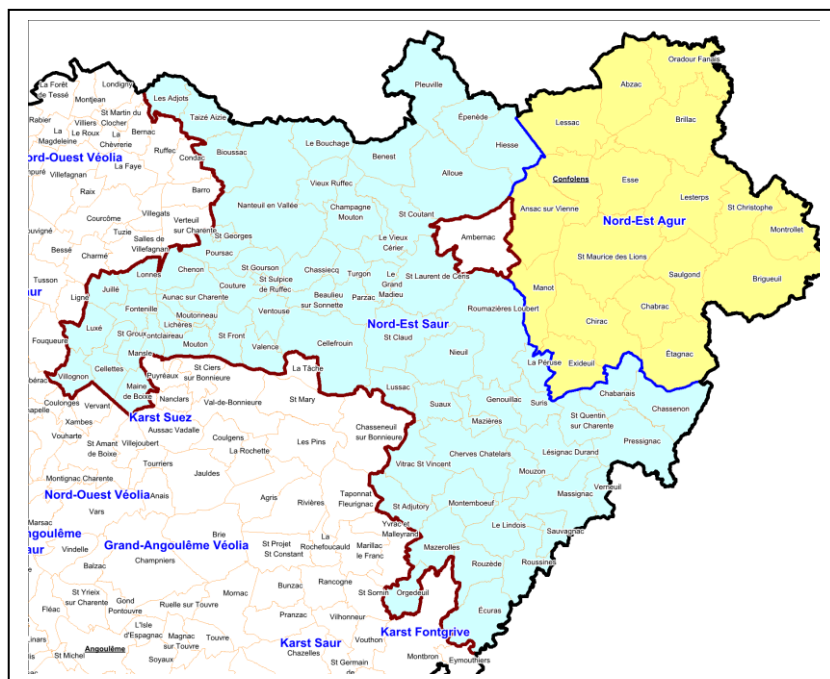 Pleuville
Oradour Fanais
Abzac
La Forêt
de Tessé
Londigny
Montjean
Les Adjots
Lessac
Brillac
Épenède
Taizé Aizie
St Martin du
Clocher
Rabier
Villiers
Le Roux
La
Magdeleine
La
Chèvrerie
Bernac
Ruffec
Le Bouchage
Hiesse
Bioussac
Benest
Condac
La Faye
Alloue
Villefagnan
Confolens
Esse
Raix
Barro
Vieux Ruffec
Nanteuil en Vallée
Champagne
Mouton
Ansac sur Vienne
Lesterps
St Christophe
Nord-Est Agur
Montrollet
Courcôme
Villegats
Verteuil
sur Charente
St Coutant
Tuzie
Salles de
Villefagnan
St Georges
Ambernac
Le Vieux
Cérier
Bessé
Charmé
Poursac
St Maurice des Lions
Saulgond
Brigueuil
Tusson
Lonnes
Chenon
St Gourson
Chassiecq
Turgon
Le
Grand
Madieu
St Laurent de Céris
Juillé
Couture
St Sulpice
de Ruffec
Parzac
Manot
Ligné
Aunac sur Charente
Beaulieu
sur Sonnette
Fontenille
Moutonneau
Ventouse
Roumazières Loubert
Chabrac
Luxé
Lichères
Nord-Est Saur
Chirac
St Groux
Fontclaireau
St Front
Fouqueure
Mansle
Mouton
Valence
Cellefrouin
St Claud
Nieuil
Étagnac
La Péruse
Exideuil
Cellettes
Villognon
Puyréaux
St Ciers
sur Bonnieure
La Tâche
Maine
de Boixe
Nanclars
Val-de-Bonnieure
St Mary
Lussac
Suaux
Genouillac
Suris
Chabanais
Chassenon
Coulonges
Vervant
Karst Suez
Xambes
Aussac Vadalle
Chasseneuil
sur Bonnieure
Mazières
St Quentin
sur Charente
Pressignac
Vouharte
St Amant
de Boixe
Villejoubert
Coulgens
Les Pins
La Rochette
Cherves Chatelars
Lésignac Durand
Tourriers
Vitrac St Vincent
Mouzon
Verneuil
Montignac Charente
Jauldes
Massignac
Nord-Ouest Véolia
Anais
Agris
Rivières
Taponnat
Fleurignac
St Adjutory
Montemboeuf
Vars
Marsac
Yvrac et
Malleyrand
Le Lindois
Sauvagnac
Grand-Angoulême Véolia
Brie
St Projet
St Constant
La
Rochefoucauld
Marillac
le Franc
Mazerolles
Vindelle
Champniers
Rouzède
Roussines
Balzac
Mornac
Bunzac
Rancogne
St Sornin
Orgedeuil
St Yrieix
sur Charente
Gond
Pontouvre
Ruelle sur Touvre
Fléac
Pranzac
Vilhonneur
Écuras
L'Isle
d'Espagnac
Magnac
sur Touvre
Touvre
Karst Saur
Vouthon
Karst Fontgrive
Angoulême
St Michel
Soyaux
Chazelles
St Germain
de
Montbron
Eymouthiers